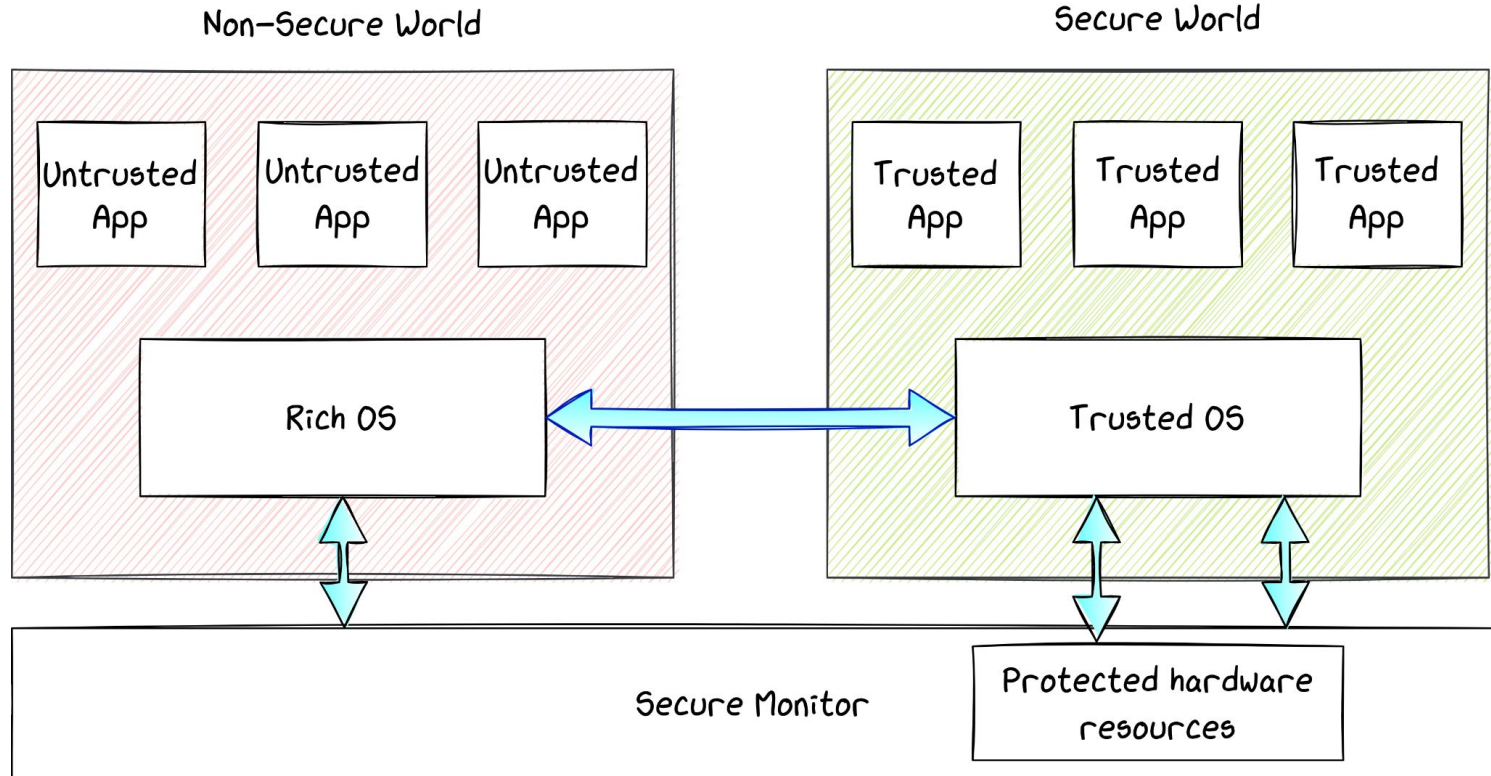 Non-Secure World
Secure World
Untrusted
App
Untrusted
App
Untrusted
App
Trusted
App
Trusted
App
Trusted
App
Rich OS
Trusted OS
Secure Monitor
Protected hardware
resources